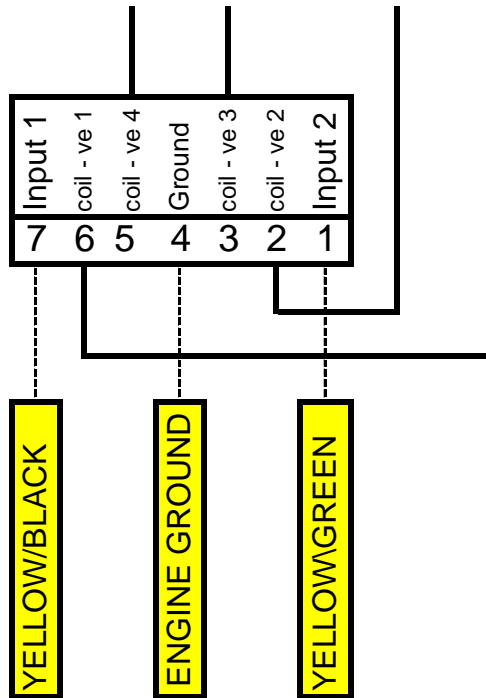 Input 1
coil - ve 1
coil - ve 4
Ground
coil - ve 3
coil - ve 2
Input 2
7 6 5 4 3 2 1
YELLOW/BLACK
ENGINE GROUND
YELLOW\GREEN